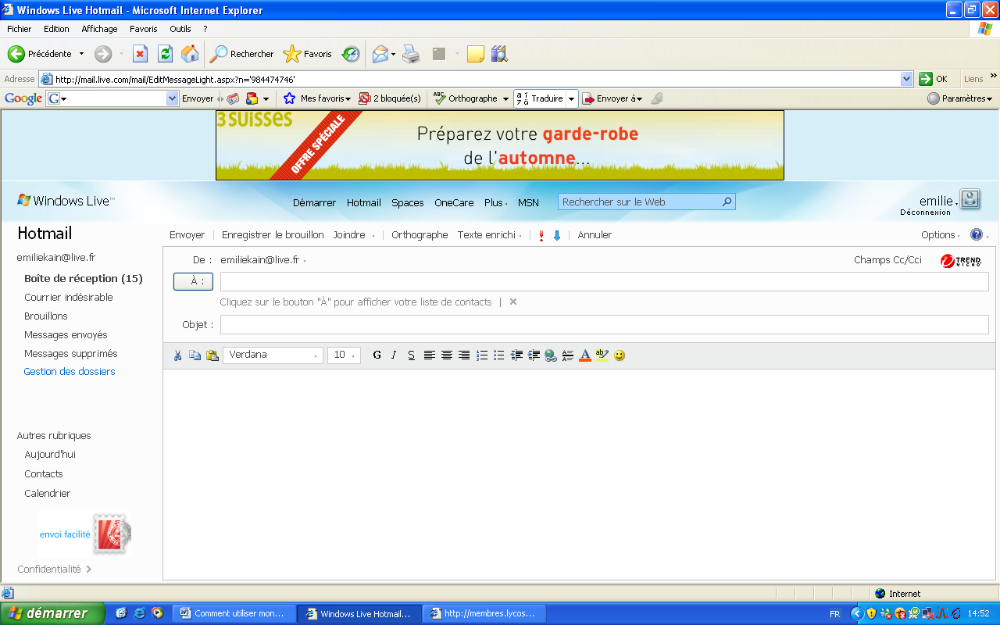 Windows Live Hotmail - Microsoft Internet Explorer
Fichier Edition Affichage Favoris Outils ?
Précédente Rechercher Favoris
Adresse http://mail.live.com/mail/EditMessageLight.aspx?n='984474746' OK Liens »
Google G Envoyer Mes favoris 2 bloquée(s) ABC Orthographe Traduire Envoyer à Paramètres
3 SUISSES
OFFRE SPÉCIALE
Préparez votre garde-robe
de l'automne...
Windows Live™ Démarrer Hotmail Spaces OneCare Plus MSN Rechercher sur le Web emilie
Déconnexion
Hotmail
Envoyer Enregistrer le brouillon Joindre Orthographe Texte enrichi Annuler Options
emiliekain@live.fr
De : emiliekain@live.fr Champs Cc/Cci TREND MICRO
Boîte de réception (15)
À :
Courrier indésirable
Cliquez sur le bouton "À" pour afficher votre liste de contacts
Brouillons
Objet :
Messages envoyés
Messages supprimés
Verdana 10 G I S
Gestion des dossiers
Autres rubriques
Aujourd'hui
Contacts
Calendrier
envoi facilité
Confidentialité
Internet
démarrer Comment utiliser mon... Windows Live Hotmail... http://membres.lycos... FR 14:52